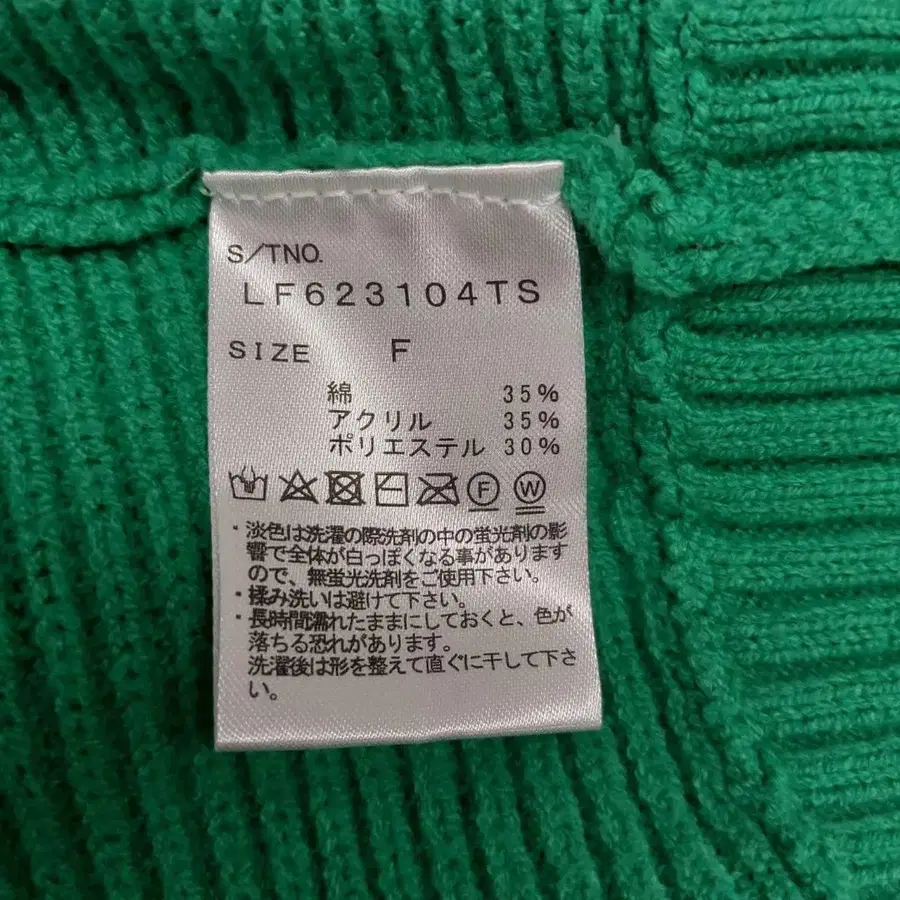 S/TNO.
LF623104TS
SIZE F
綿 35%
アクリル 35%
ポリエステル 30%
F W
・淡色は洗濯の際洗剤の中の蛍光剤の影
響で全体が白っぽくなる事があります
ので、無蛍光洗剤をご使用下さい。
・揉み洗いは避けて下さい。
・長時間濡れたままにしておくと、色が
落ちる恐れがあります。
洗濯後は形を整えて直ぐに干して下さ
い。